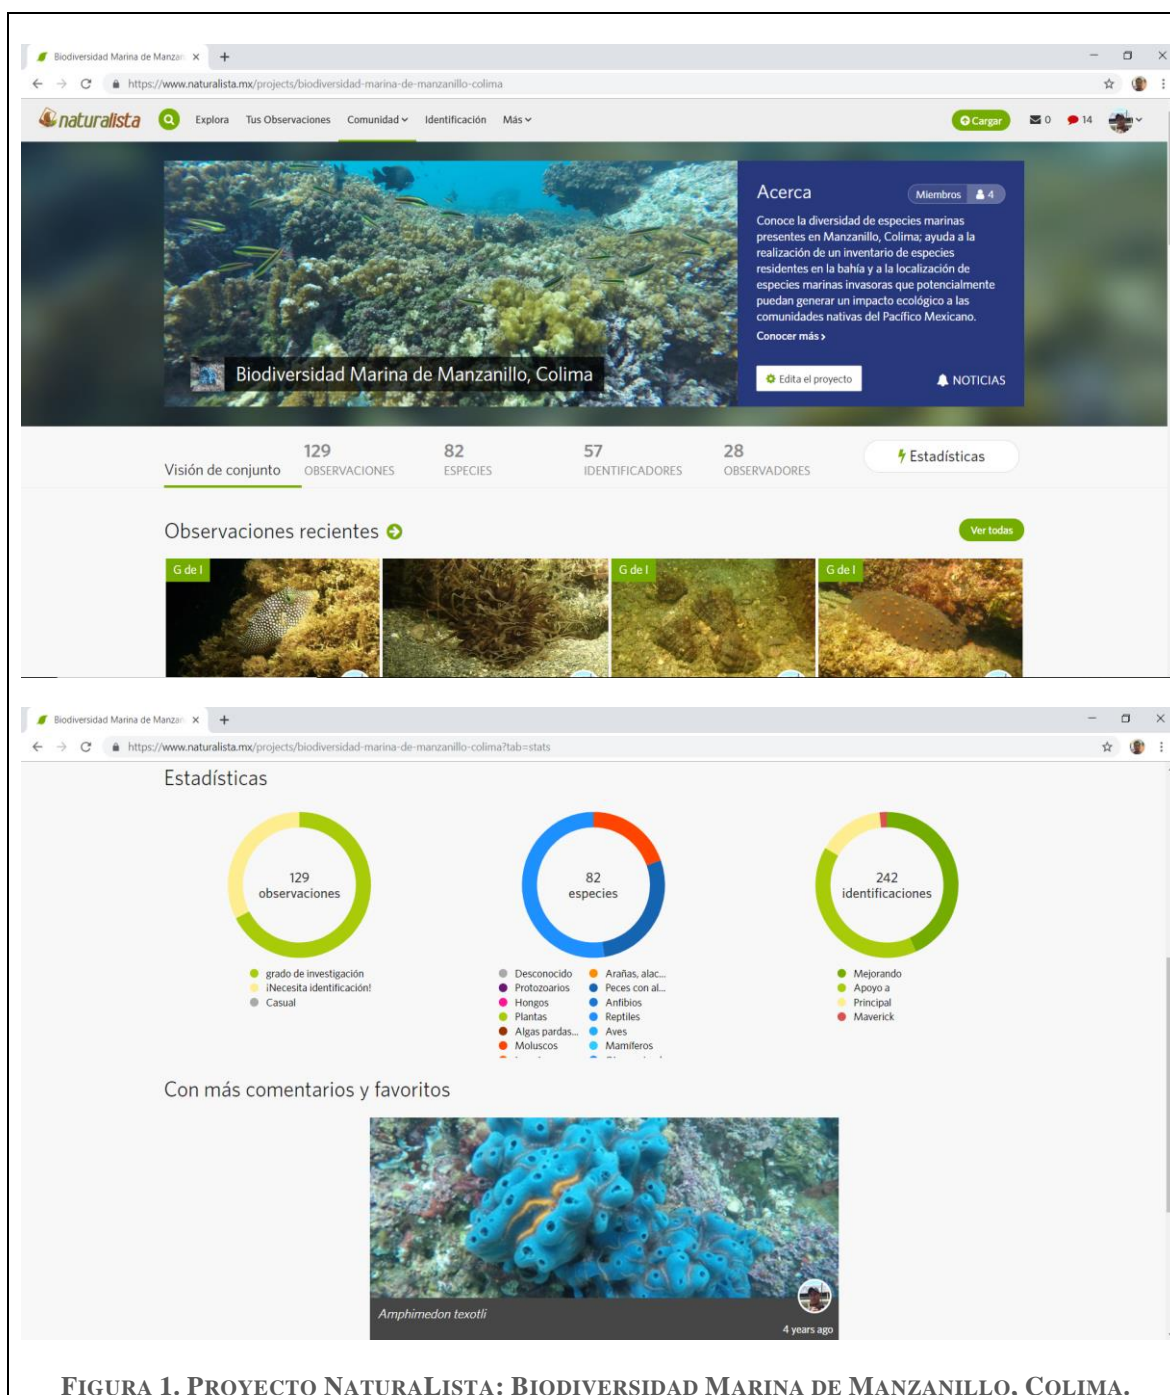 Biodiversidad Marina de Manzan
https://www.naturalista.mx/projects/biodiversidad-marina-de-manzanillo-colima
naturalista Explora Tus Observaciones Comunidad Identificación Más Cargar 0 14
Acerca Miembros 4
Conoce la diversidad de especies marinas
presentes en Manzanillo, Colima; ayuda a la
realización de un inventario de especies
residentes en la bahía y a la localización de
especies marinas invasoras que potencialmente
puedan generar un impacto ecológico a las
comunidades nativas del Pacífico Mexicano.
Conocer más >
Biodiversidad Marina de Manzanillo, Colima
Edita el proyecto NOTICIAS
Visión de conjunto
129
OBSERVACIONES
82
ESPECIES
57
IDENTIFICADORES
28
OBSERVADORES
Estadísticas
Observaciones recientes
Ver todas
G de I
G de I
G de I
Biodiversidad Marina de Manzan
https://www.naturalista.mx/projects/biodiversidad-marina-de-manzanillo-colima?tab=stats
Estadísticas
129
observaciones
grado de investigación
¡Necesita identificación!
Casual
82
especies
Desconocido
Protozoarios
Hongos
Plantas
Algas pardas...
Moluscos
Arañas, alac...
Peces con al...
Anfibios
Reptiles
Aves
Mamíferos
242
identificaciones
Mejorando
Apoyo a
Principal
Maverick
Con más comentarios y favoritos
Amphimedon texotli
4 years ago
FIGURA 1. PROYECTO NATURALISTA: BIODIVERSIDAD MARINA DE MANZANILLO, COLIMA.